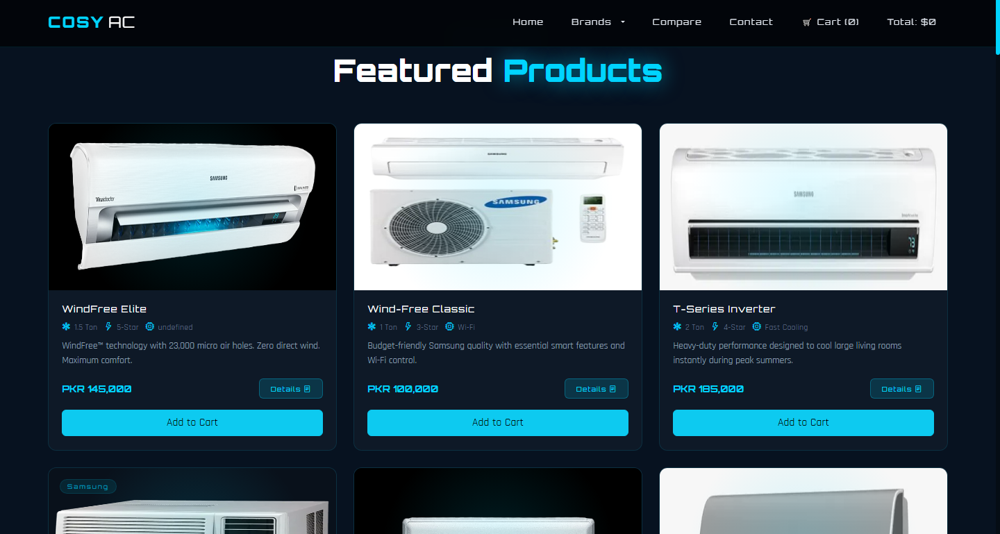 COSY AC
Home
Brands
Compare
Contact
Cart (0)
Total: $0
Featured Products
SAMSUNG
Virusdoctor
23
SAMSUNG
SAMSUNG
SAMSUNG
73
WindFree Elite
1.5 Ton 5-Star undefined
WindFree™ technology with 23,000 micro air holes. Zero direct wind.
Maximum comfort.
PKR 145,000
Details
Add to Cart
Wind-Free Classic
1 Ton 3-Star Wi-Fi
Budget-friendly Samsung quality with essential smart features and
Wi-Fi control.
PKR 100,000
Details
Add to Cart
T-Series Inverter
2 Ton 4-Star Fast Cooling
Heavy-duty performance designed to cool large living rooms
instantly during peak summers.
PKR 185,000
Details
Add to Cart
Samsung